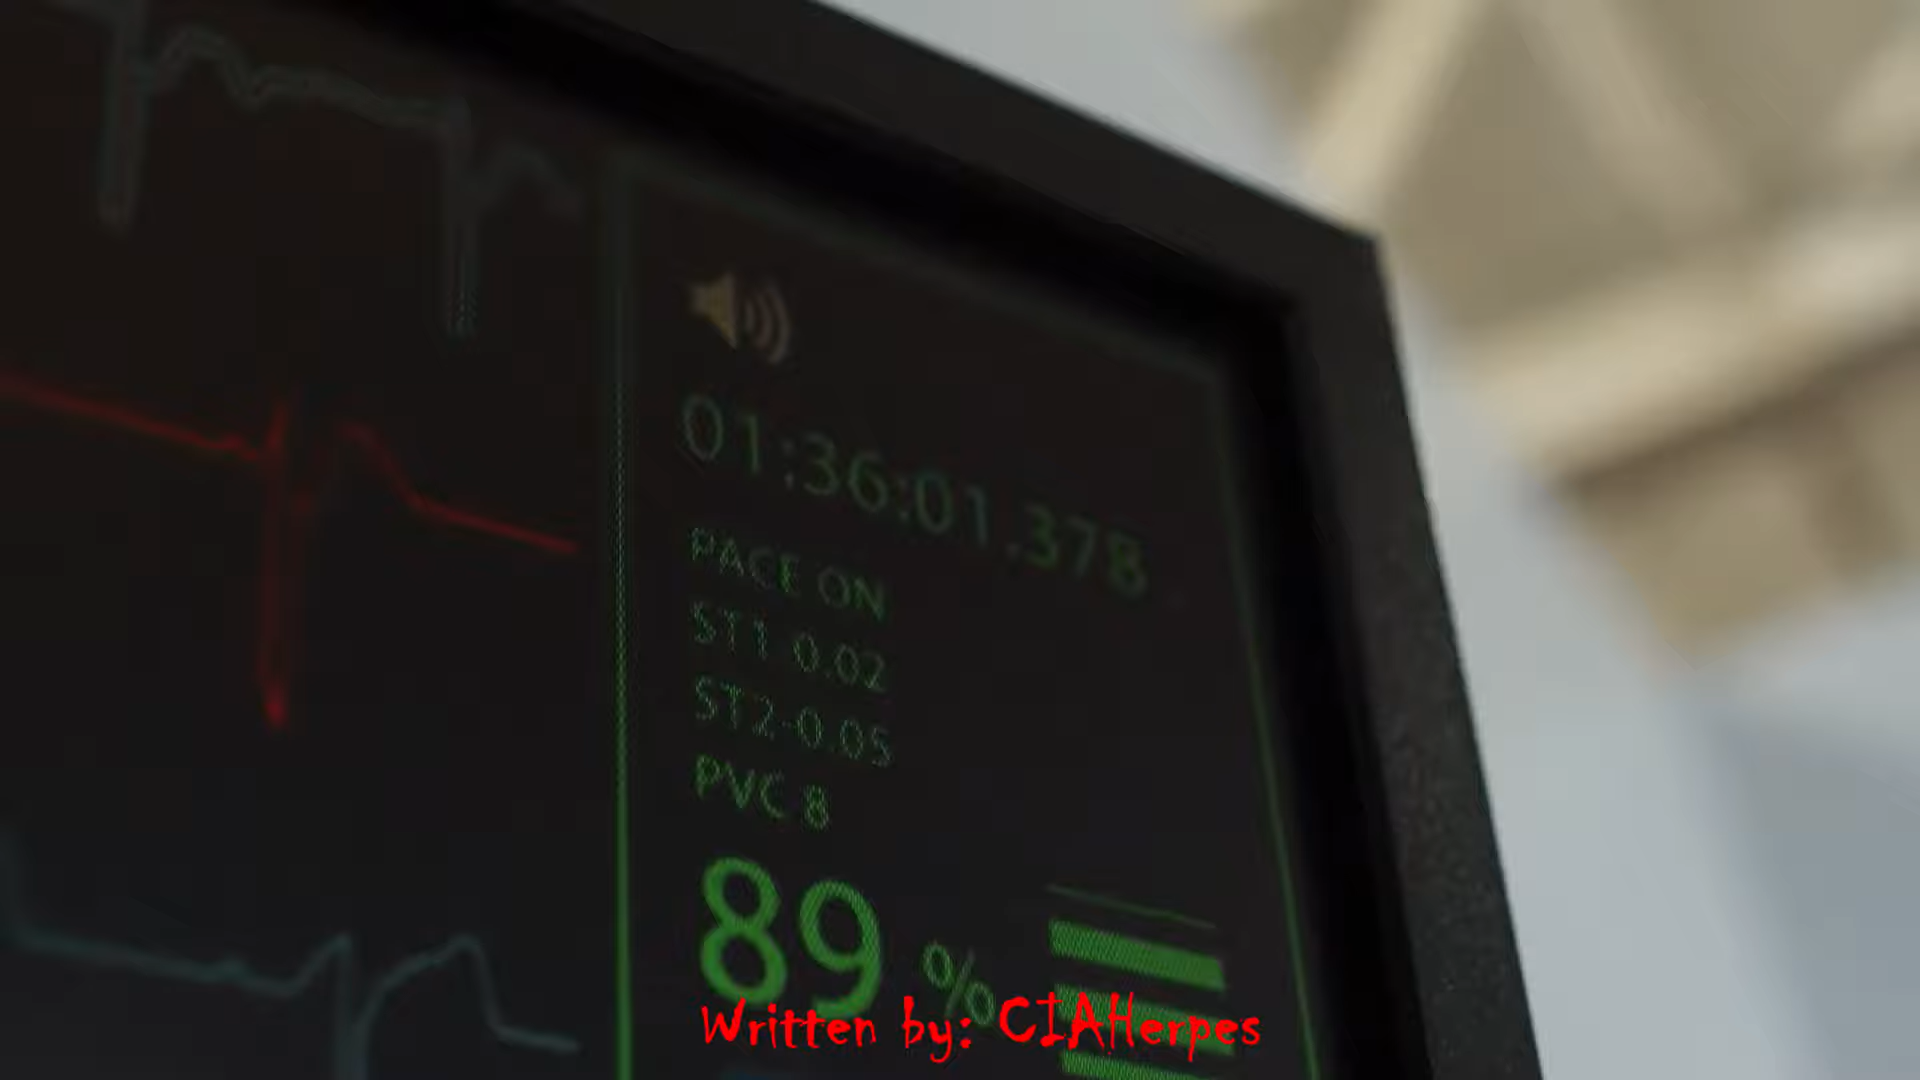 01:36:01.378
PACE ON
ST1 0.02
ST2-0.05
PVC 8
89 %
Written by: CIAHerpes